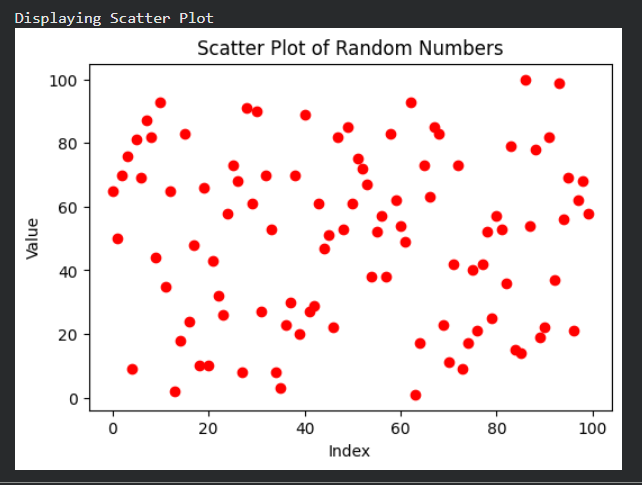 Displaying Scatter Plot
Scatter Plot of Random Numbers
100
80
60
40
20
0
Value
0 20 40 60 80 100
Index